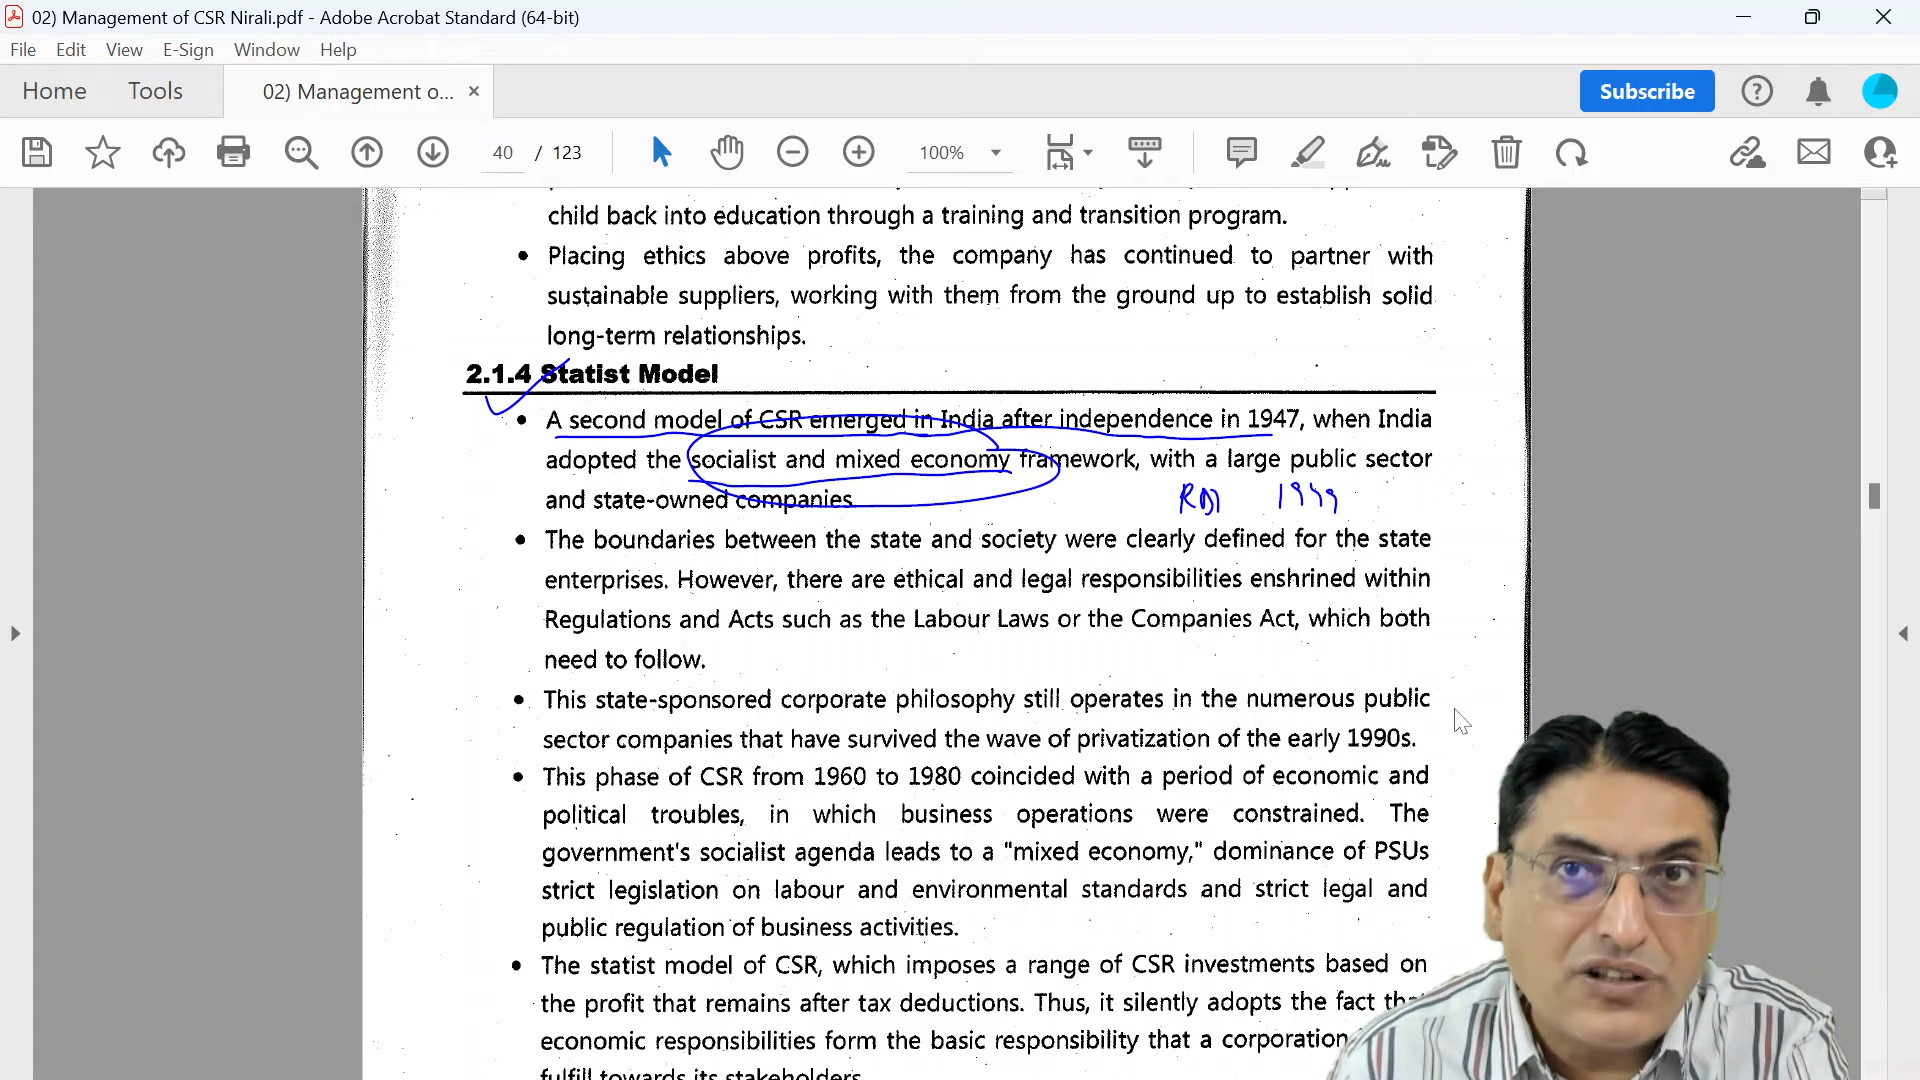 02) Management of CSR Nirali.pdf - Adobe Acrobat Standard (64-bit)
File Edit View E-Sign Window Help
Home Tools 02) Management o... Subscribe
40 / 123 100%
child back into education through a training and transition program.
• Placing ethics above profits, the company has continued to partner with
sustainable suppliers, working with them from the ground up to establish solid
long-term relationships.
2.1.4 Statist Model
• A second model of CSR emerged in India after independence in 1947, when India
adopted the socialist and mixed economy framework, with a large public sector
and state-owned companies.
RBI 1949
• The boundaries between the state and society were clearly defined for the state
enterprises. However, there are ethical and legal responsibilities enshrined within
Regulations and Acts such as the Labour Laws or the Companies Act, which both
need to follow.
• This state-sponsored corporate philosophy still operates in the numerous public
sector companies that have survived the wave of privatization of the early 1990s.
• This phase of CSR from 1960 to 1980 coincided with a period of economic and
political troubles, in which business operations were constrained. The
government's socialist agenda leads to a "mixed economy," dominance of PSUs
strict legislation on labour and environmental standards and strict legal and
public regulation of business activities.
• The statist model of CSR, which imposes a range of CSR investments based on
the profit that remains after tax deductions. Thus, it silently adopts the fact
economic responsibilities form the basic responsibility that a corporation
fulfill towards its stakeholders.